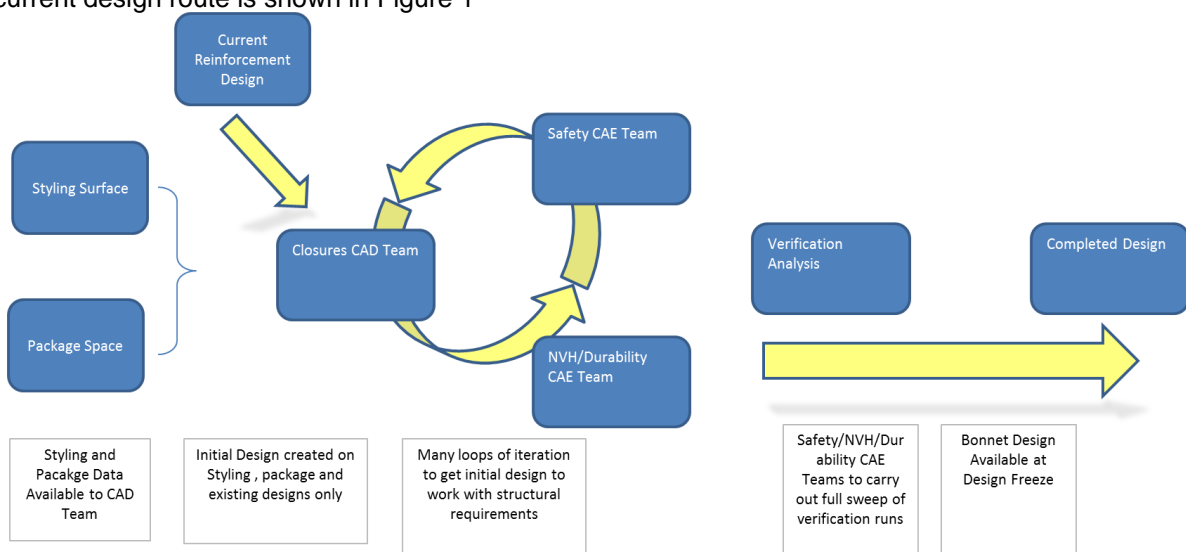 current design route is shown in Figure 1
Current
Reinforcement
Design
Styling Surface
Package Space
Closures CAD Team
Safety CAE Team
NVH/Durability
CAE Team
Verification
Analysis
Completed Design
Styling and
Pacakge Data
Available to CAD
Team
Initial Design created on
Styling , package and
existing designs only
Many loops of iteration
to get initial design to
work with structural
requirements
Safety/NVH/Dur
ability CAE
Teams to carry
out full sweep of
verification runs
Bonnet Design
Available at
Design Freeze